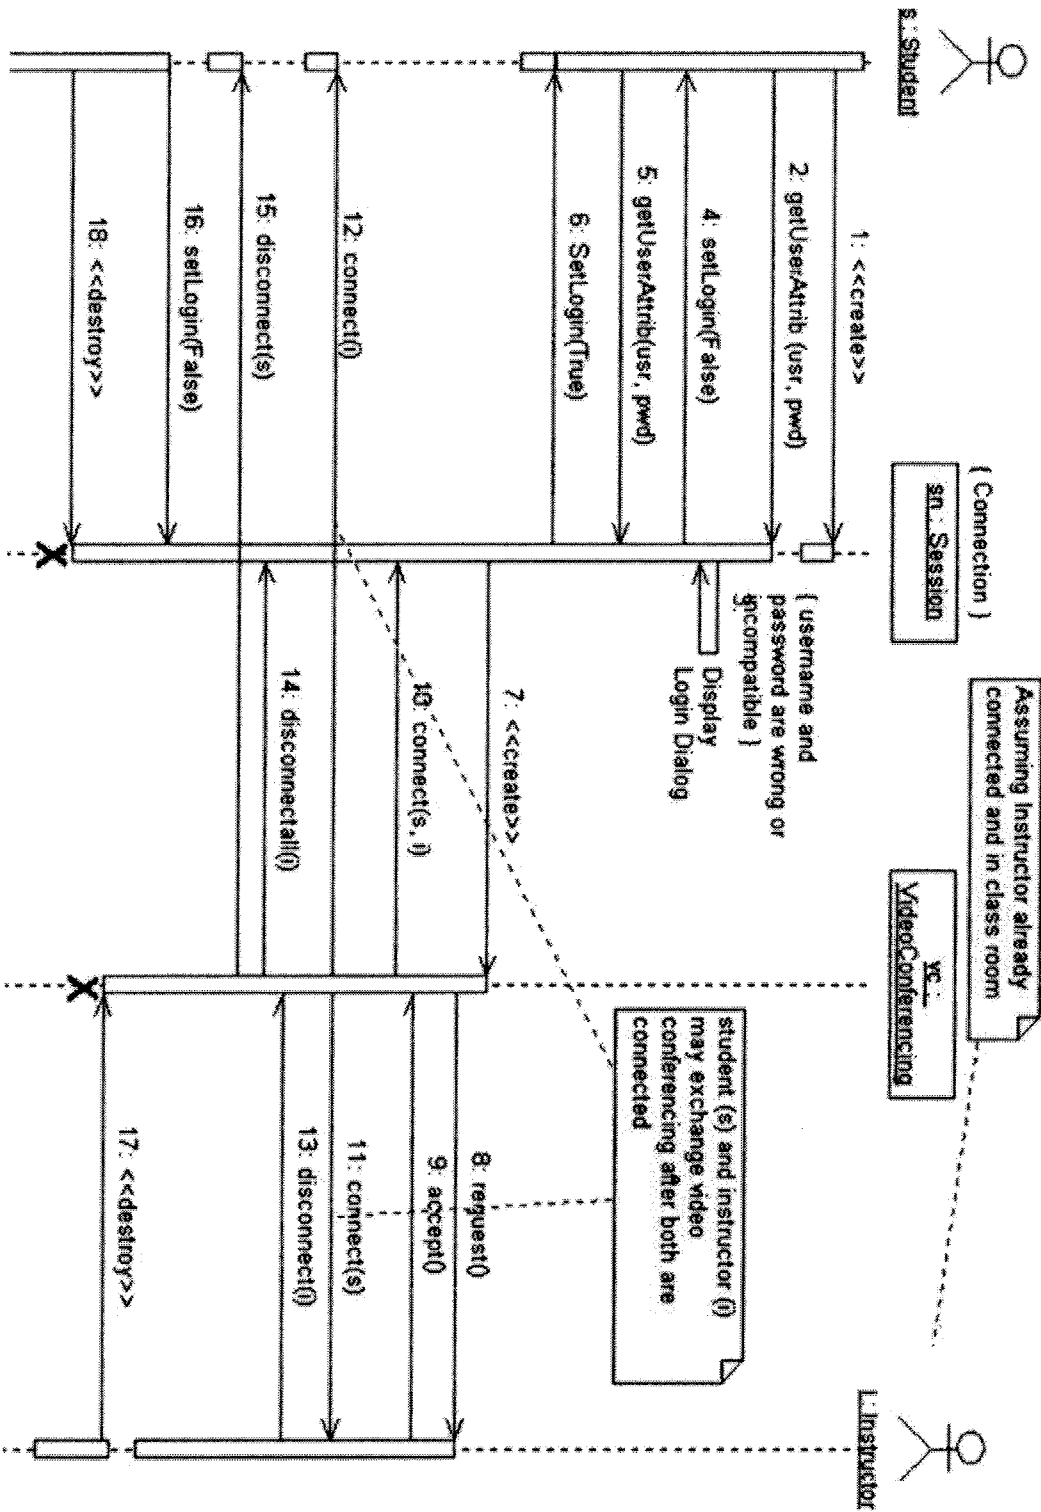 s : Student
{ Connection }
sn : Session
Assuming Instructor already
connected and in class room
vc :
VideoConferencing
i : Instructor
1: <<create>>
2: getUserAttrib (usr, pwd)
{ username and
password are wrong or
incompatible }
Display
Login Dialog
4: setLogin(False)
5: getUserAttrib(usr, pwd)
6: SetLogin(True)
student (s) and instructor (i)
may exchange video
conferencing after both are
connected
7: <<create>>
8: request()
9: accept()
10: connect(s, i)
11: connect(s)
12: connect(i)
13: disconnect(i)
14: disconnectall(i)
15: disconnect(s)
16: setLogin(False)
17: <<destroy>>
18: <<destroy>>